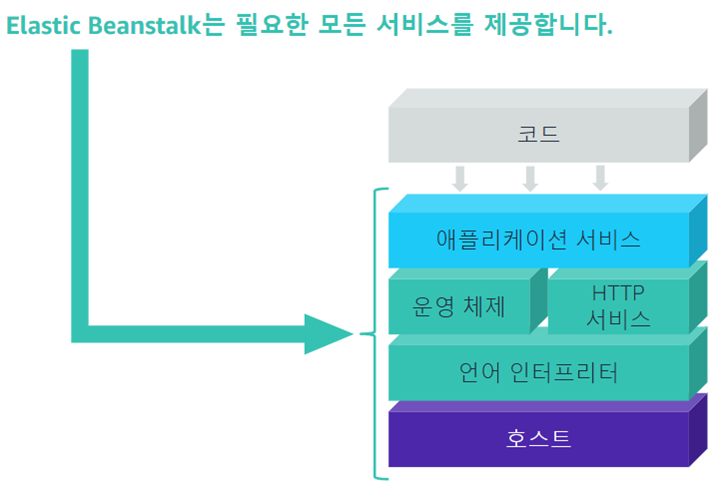 Elastic Beanstalk는 필요한 모든 서비스를 제공합니다.
코드
애플리케이션 서비스
운영 체제
HTTP
서비스
언어 인터프리터
호스트